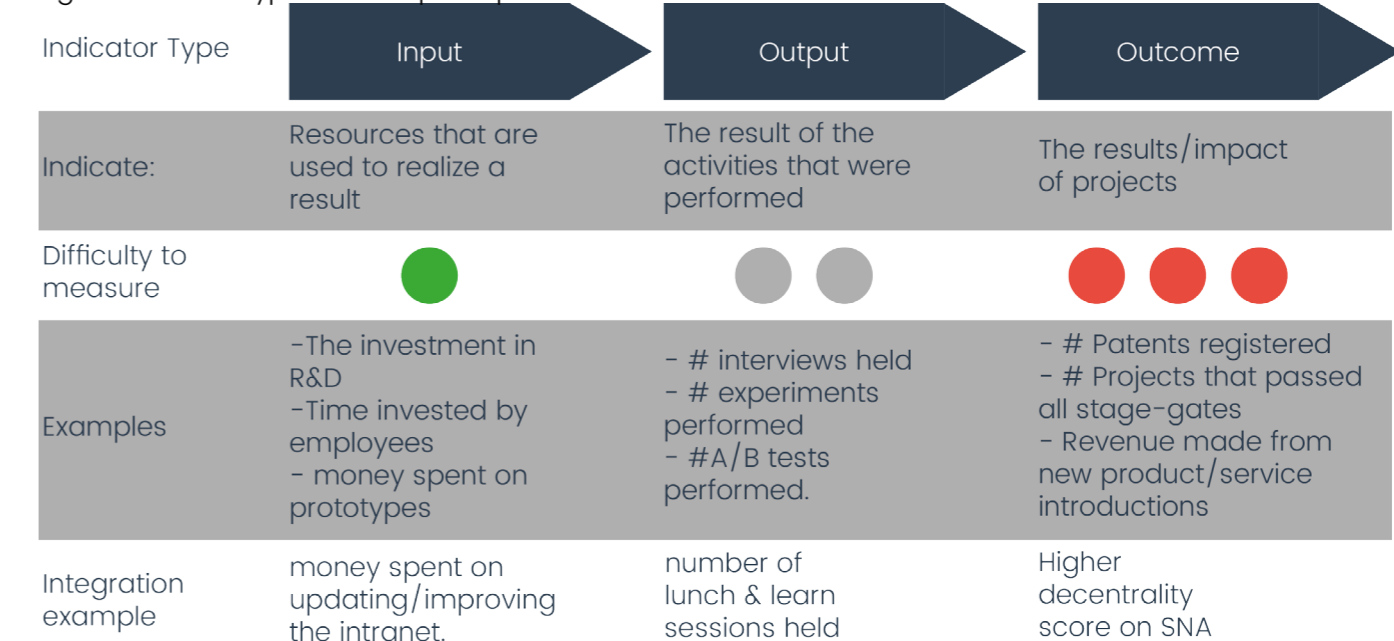 Indicator Type
Input
Output
Outcome
Indicate:
Resources that are
used to realize a
result
The result of the
activities that were
performed
The results/impact
of projects
Difficulty to
measure
Examples
-The investment in
R&D
-Time invested by
employees
- money spent on
prototypes
- # interviews held
- # experiments
performed
- #A/B tests
performed.
- # Patents registered
- # Projects that passed
all stage-gates
- Revenue made from
new product/service
introductions
Integration
example
money spent on
updating/improving
the intranet.
number of
lunch & learn
sessions held
Higher
decentrality
score on SNA